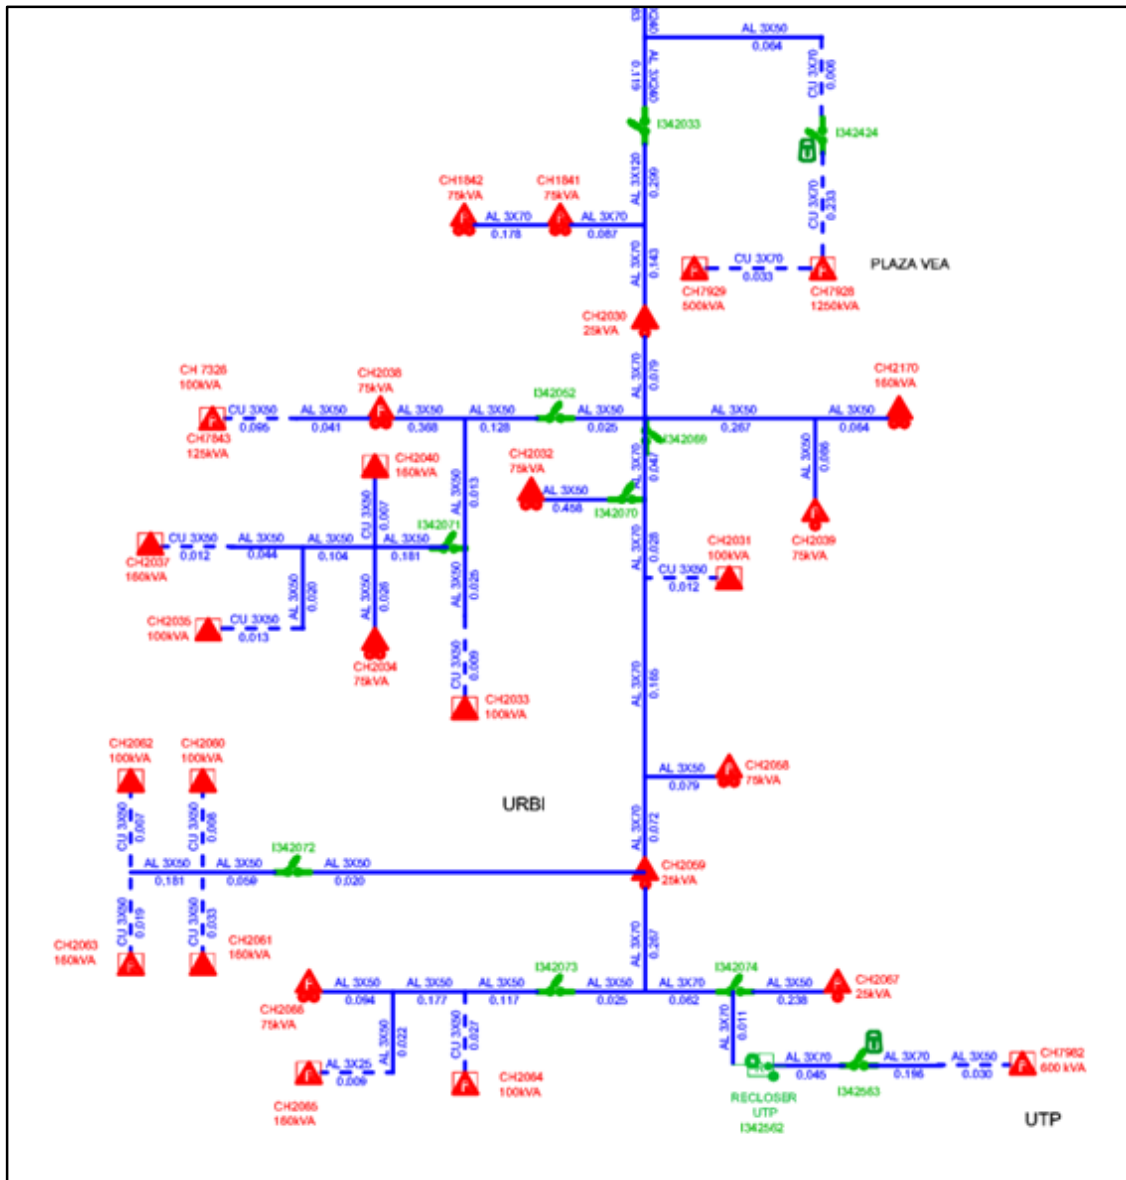 AL 3X50
0.064
AL 3X240
0.119
CU 3X70
0.006
I342033
I342424
AL 3X120
0.299
CU 3X70
0.233
CH1842
75kVA
CH1841
75kVA
AL 3X70
0.178
AL 3X70
0.087
AL 3X70
0.143
PLAZA VEA
CU 3X70
0.033
CH7929
500kVA
CH7928
1250kVA
CH2030
25kVA
AL 3X70
0.079
CH 7326
100kVA
CH2038
75kVA
I342052
CH2170
160kVA
CU 3X50
0.095
AL 3X50
0.041
AL 3X50
0.368
AL 3X50
0.128
AL 3X50
0.025
AL 3X50
0.267
AL 3X50
0.064
CH7843
125kVA
I342069
CH2040
160kVA
CH2032
75kVA
AL 3X70
0.047
AL 3X50
0.086
AL 3X50
0.013
CU 3X50
0.007
AL 3X50
0.458
I342070
I342071
CH2039
75kVA
CH2031
100kVA
AL 3X70
0.028
CU 3X50
0.012
CU 3X50
0.012
AL 3X50
0.044
AL 3X50
0.104
AL 3X50
0.181
CH2037
160kVA
AL 3X50
0.020
AL 3X50
0.026
AL 3X50
0.025
CH2035
100kVA
CU 3X50
0.013
CH2034
75kVA
CU 3X50
0.009
CH2033
100kVA
AL 3X70
0.165
CH2062
100kVA
CH2060
100kVA
CH2058
75kVA
AL 3X50
0.079
URBI
CU 3X50
0.007
CU 3X50
0.008
AL 3X70
0.072
I342072
AL 3X50
0.181
AL 3X50
0.059
AL 3X50
0.020
CH2059
25kVA
CU 3X50
0.019
CU 3X50
0.033
CH2063
160kVA
CH2061
160kVA
AL 3X70
0.267
I342073
I342074
CH2066
75kVA
AL 3X50
0.094
AL 3X50
0.177
AL 3X50
0.117
AL 3X50
0.025
AL 3X70
0.062
AL 3X50
0.238
CH2067
25kVA
AL 3X50
0.022
CU 3X50
0.027
AL 3X70
0.011
AL 3X25
0.009
CH2065
160kVA
CH2064
100kVA
AL 3X70
0.045
AL 3X70
0.196
AL 3X50
0.030
CH7982
600 kVA
I342563
RECLOSER
UTP
I342562
UTP